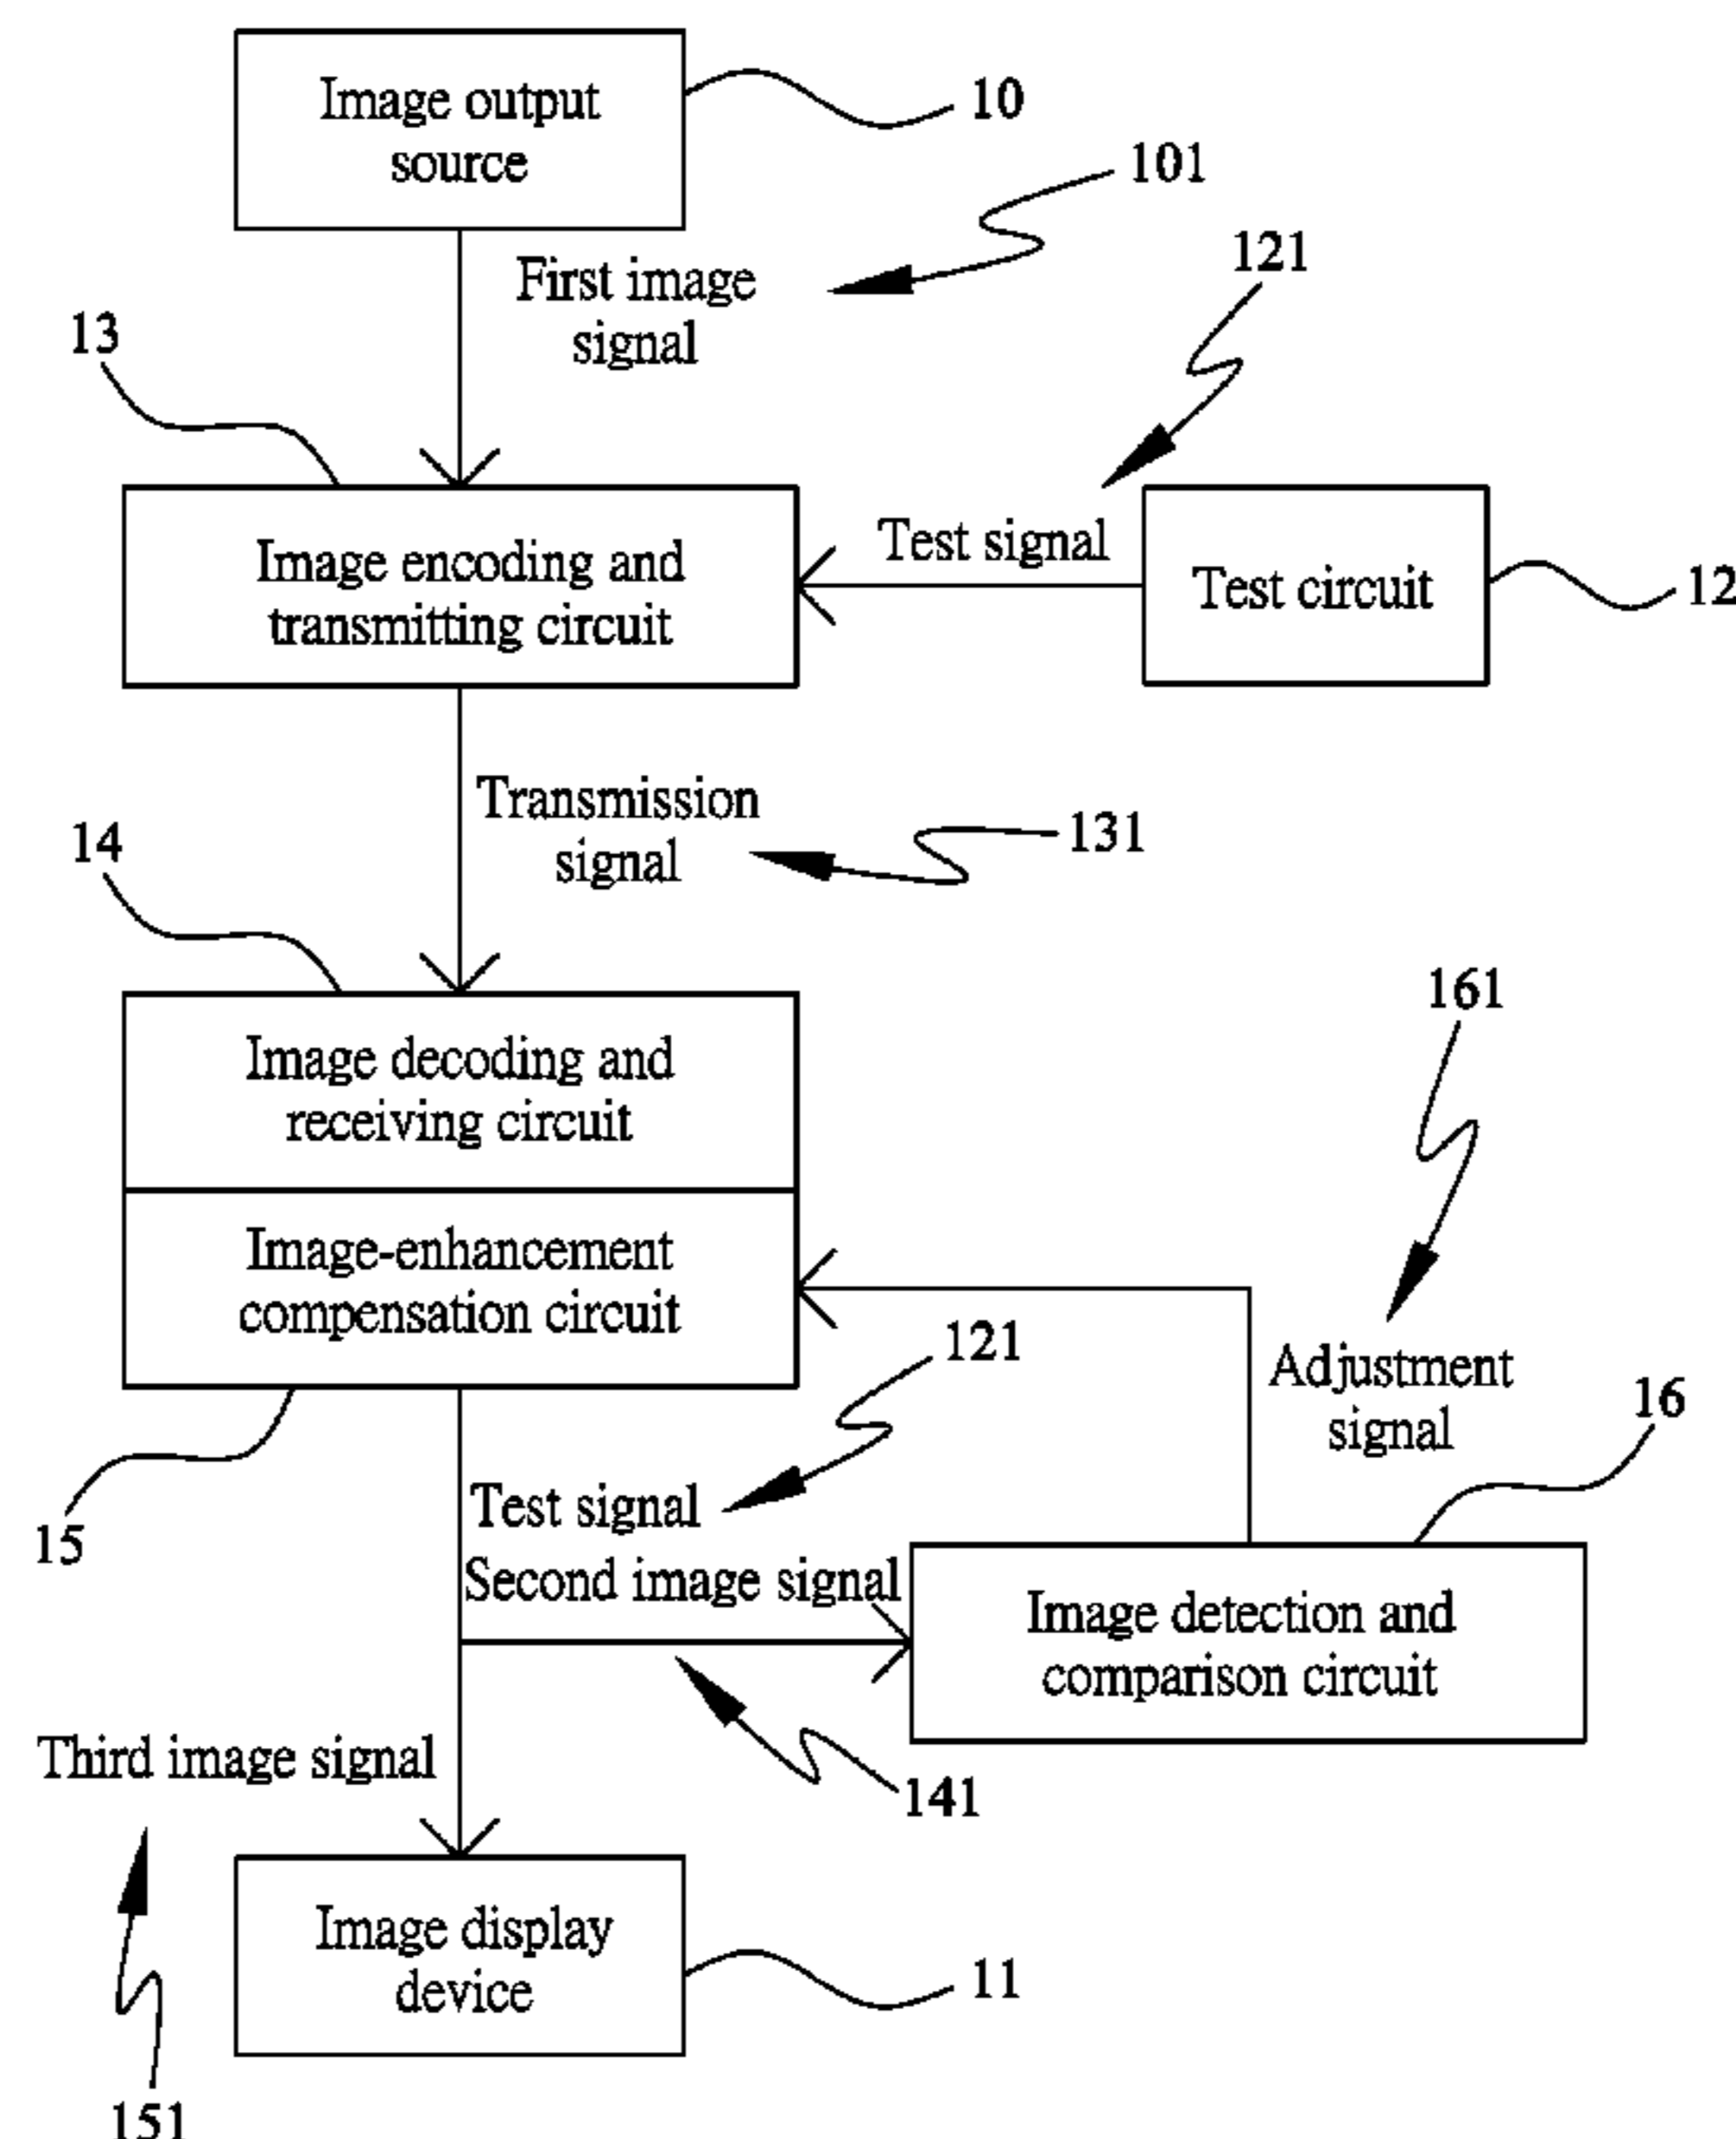 Image output
source
10
101
First image
signal
121
13
Image encoding and
transmitting circuit
Test signal
Test circuit
12
Transmission
signal
131
14
Image decoding and
receiving circuit
161
Image-enhancement
compensation circuit
121
Adjustment
signal
16
15
Test signal
Second image signal
Image detection and
comparison circuit
Third image signal
141
Image display
device
11
151